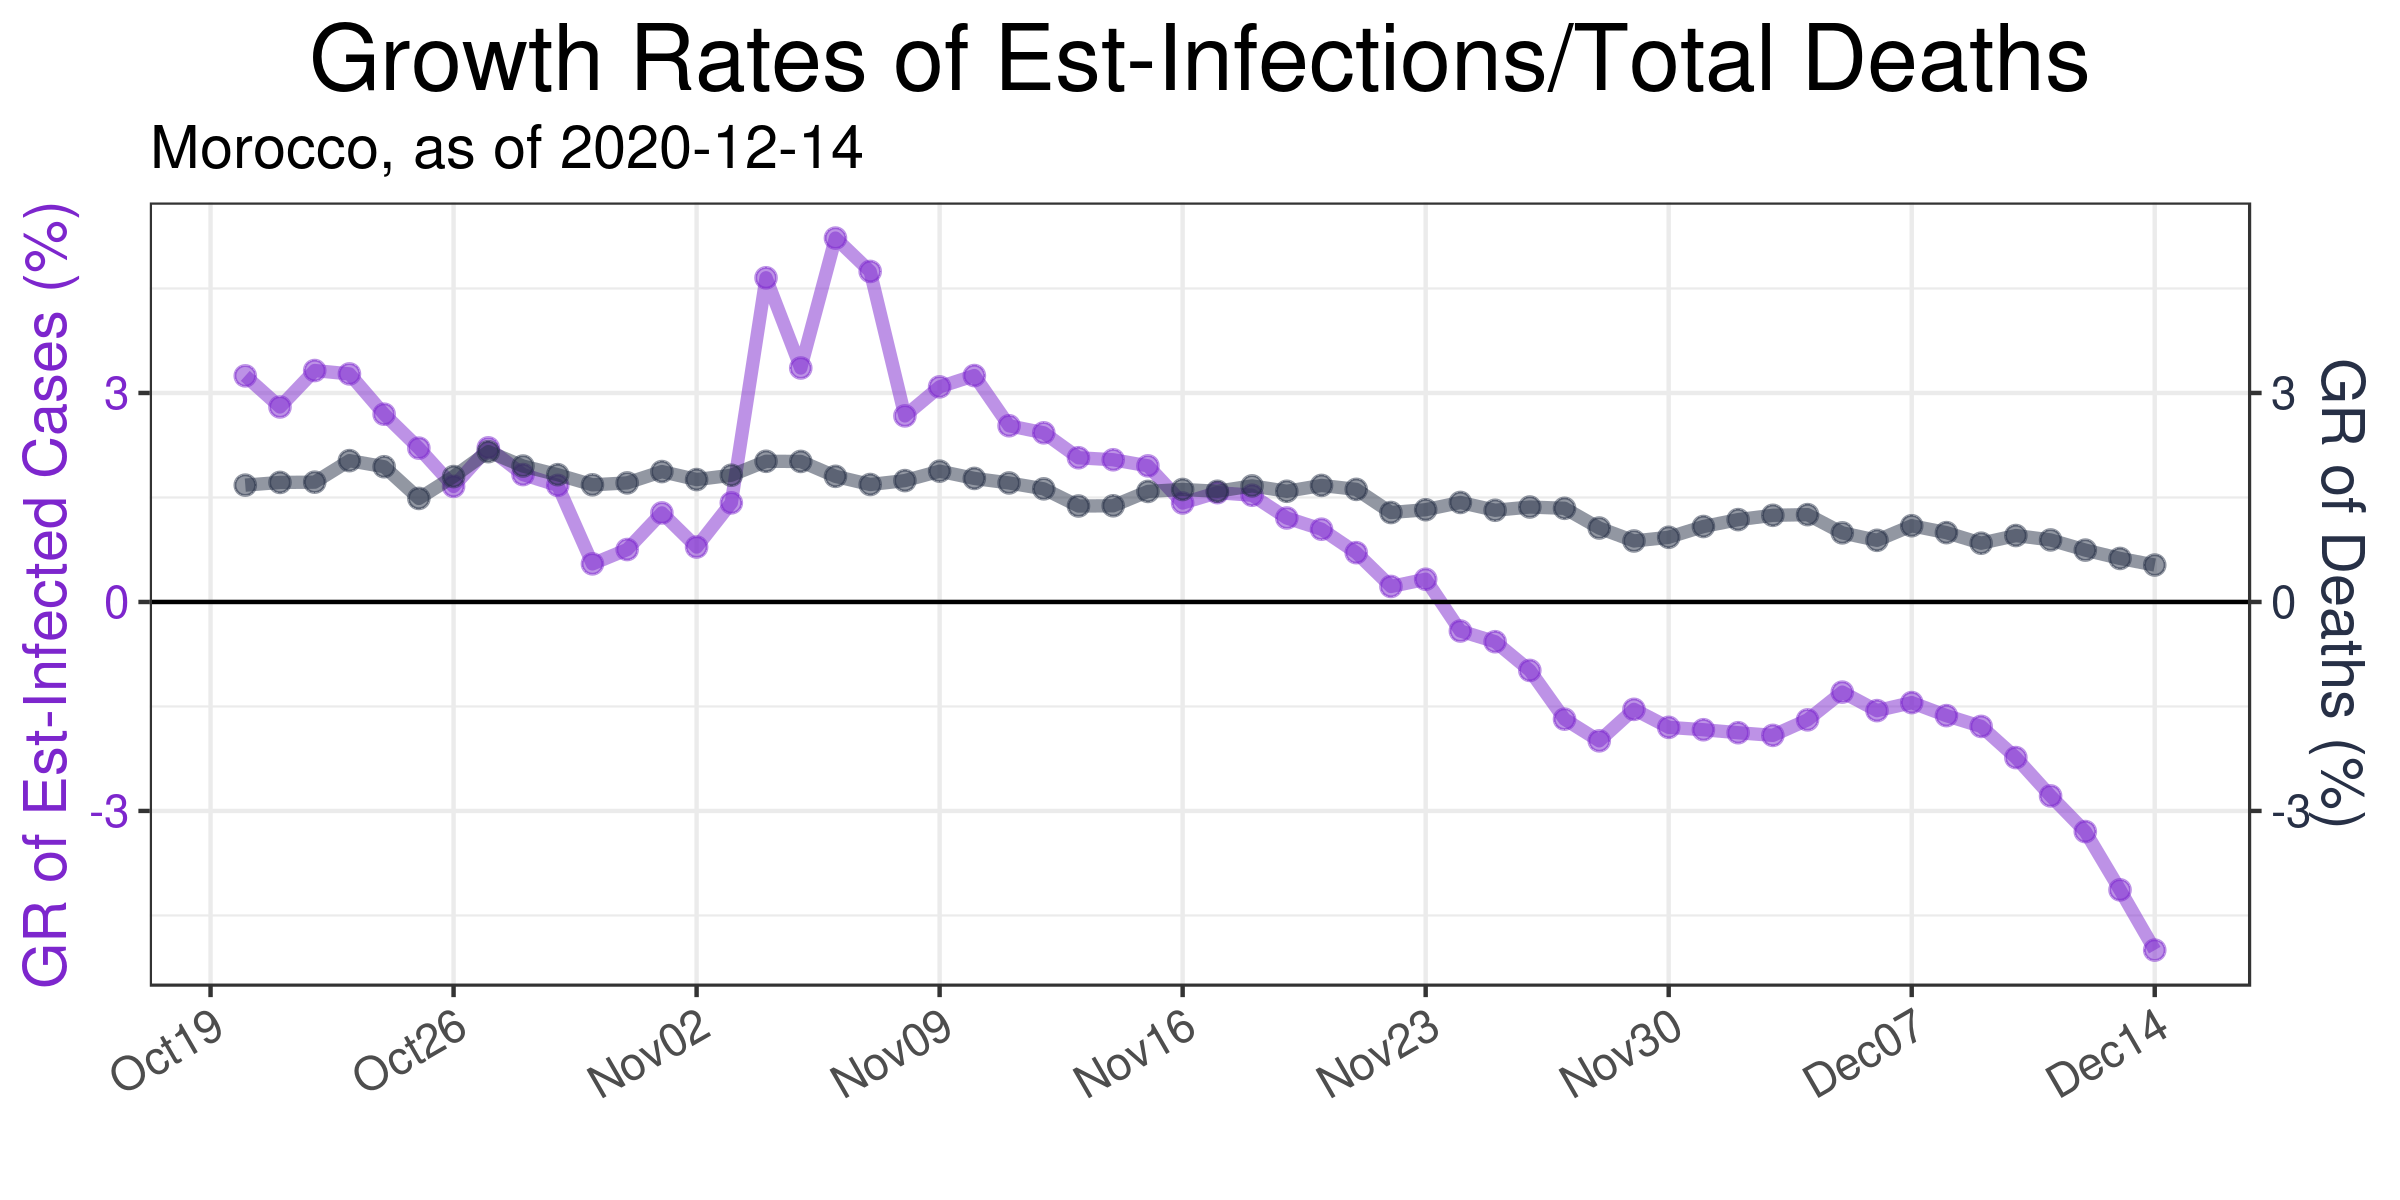 Growth Rates of Est-Infections/Total Deaths
Morocco, as of 2020-12-14
GR of Est-Infected Cases (%)
3
0
-3
3
0
-3
GR of Deaths (%)
Oct19
Oct26
Nov02
Nov09
Nov16
Nov23
Nov30
Dec07
Dec14